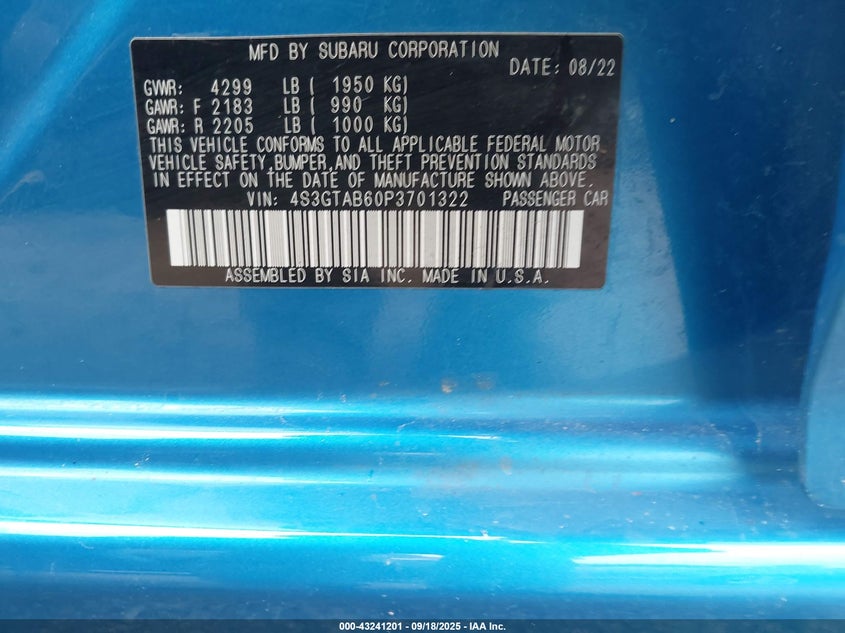 MFD BY SUBARU CORPORATION
DATE: 08/22
GVWR: 4299 LB ( 1950 KG)
GAWR: F 2183 LB ( 990 KG)
GAWR: R 2205 LB ( 1000 KG)
THIS VEHICLE CONFORMS TO ALL APPLICABLE FEDERAL MOTOR
VEHICLE SAFETY,BUMPER,AND THEFT PREVENTION STANDARDS
IN EFFECT ON THE DATE OF MANUFACTURE SHOWN ABOVE.
VIN: 4S3GTAB60P3701322 PASSENGER CAR
ASSEMBLED BY SIA INC. MADE IN U.S.A.
000-43241201 - 09/18/2025 - IAA Inc.